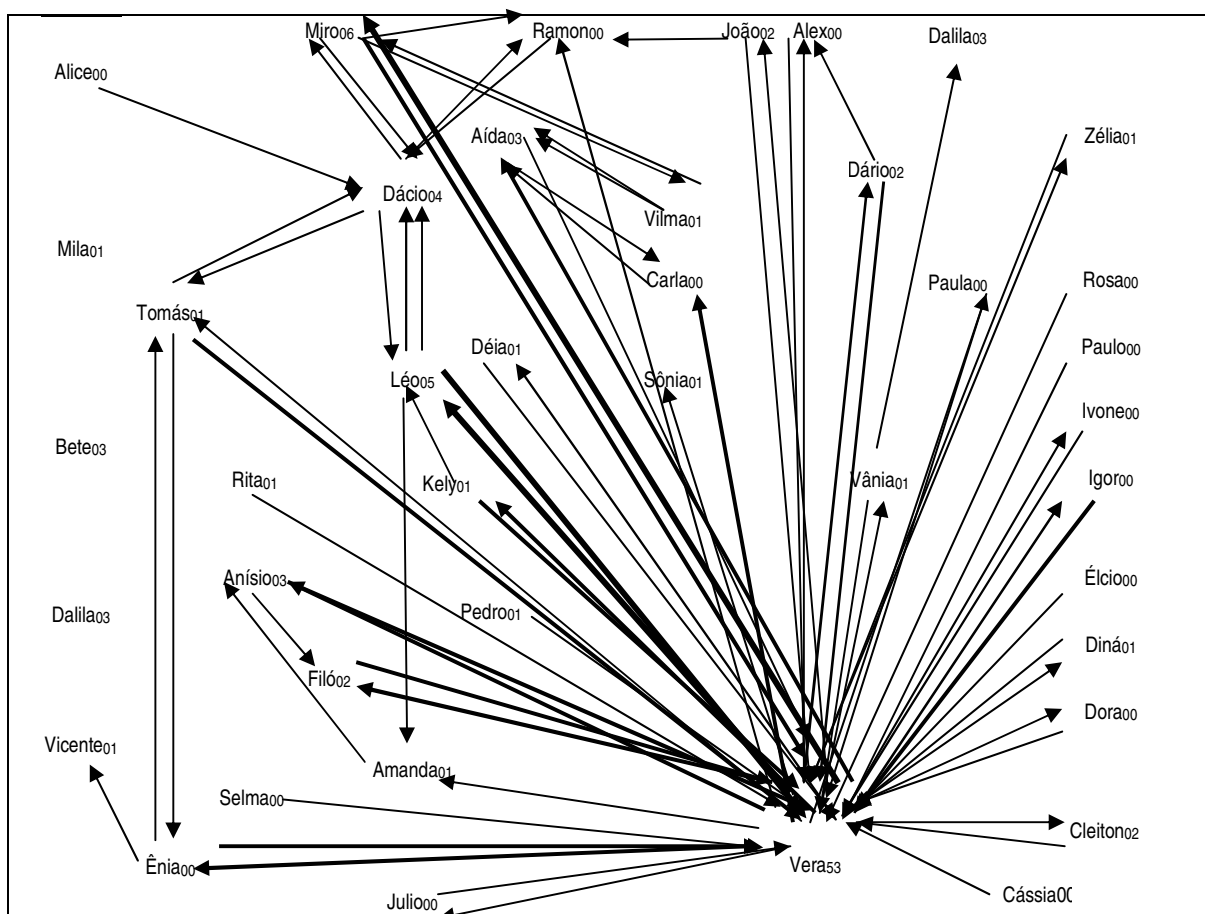 Miro06 Ramon00 João02 Alex00 Dalila03
Alice00
Aída03 Zélia01
Dácio04 Dário02
Vilma01
Mila01
Carla00 Paula00 Rosa00
Tomás01
Déia01 Paulo00
Léo05 Sônia01
Ivone00
Bete03
Rita01 Kely01 Vânia01 Igor00
Anísio03 Élcio00
Dalila03 Pedro01
Diná01
Filó02
Dora00
Vicente01
Amanda01
Selma00
Cleiton02
Ênia00 Vera53
Julio00 Cássia00